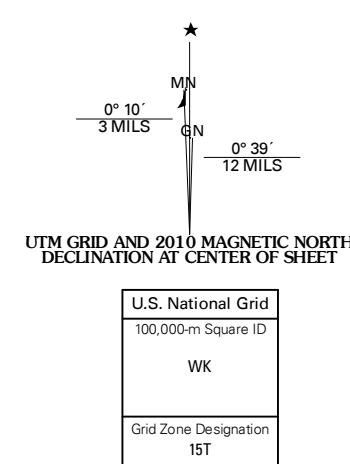 MN
0° 10´
3 MILS
GN
0° 39´
12 MILS
UTM GRID AND 2010 MAGNETIC NORTH
DECLINATION AT CENTER OF SHEET
U.S. National Grid
100,000-m Square ID
WK
Grid Zone Designation
15T